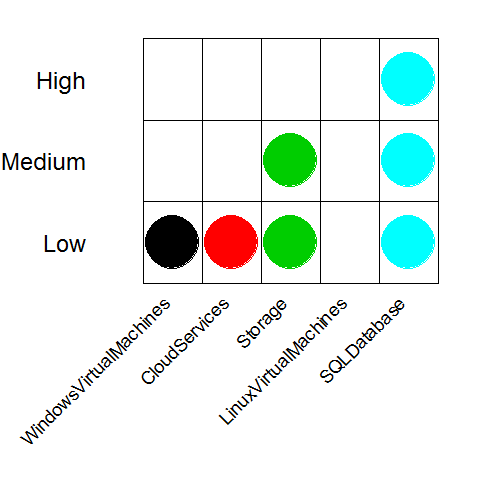 High
Medium
Low
WindowsVirtualMachines
CloudServices
Storage
LinuxVirtualMachines
SQLDatabase